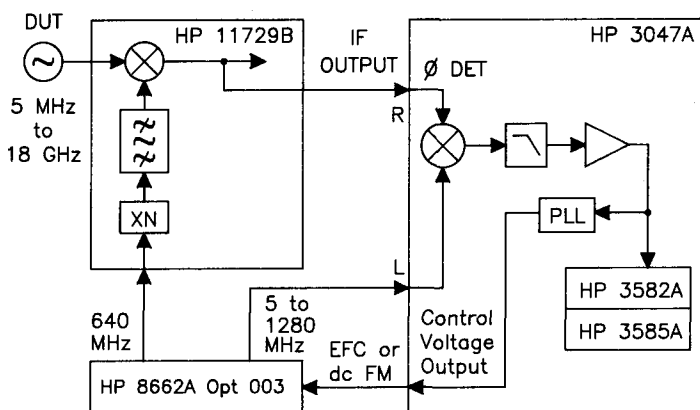 DUT
HP 11729B
HP 3047A
IF
OUTPUT
Ø DET
5 MHz
to
18 GHz
R
XN
PLL
L
640
MHz
5 to
1280
MHz
Control
Voltage
Output
EFC or
dc FM
HP 3582A
HP 3585A
HP 8662A Opt 003